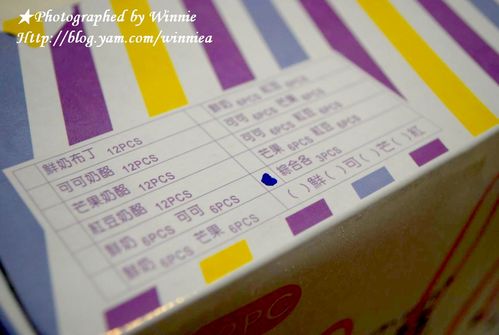 ★Photographed by Winnie
Http://blog.yam.com/winniea
鮮奶布丁 12PCS
可可奶酪 12PCS
芒果奶酪 12PCS
紅豆奶酪 12PCS
鮮奶 6PCS 可可 6PCS
鮮奶 6PCS 芒果 6PCS
鮮奶 6PCS 紅豆 6PCS
可可 6PCS 芒果 6PCS
可可 6PCS 紅豆 6PCS
芒果 6PCS 紅豆 6PCS
綜合各 3PCS
( )鮮( )可( )芒( )紅